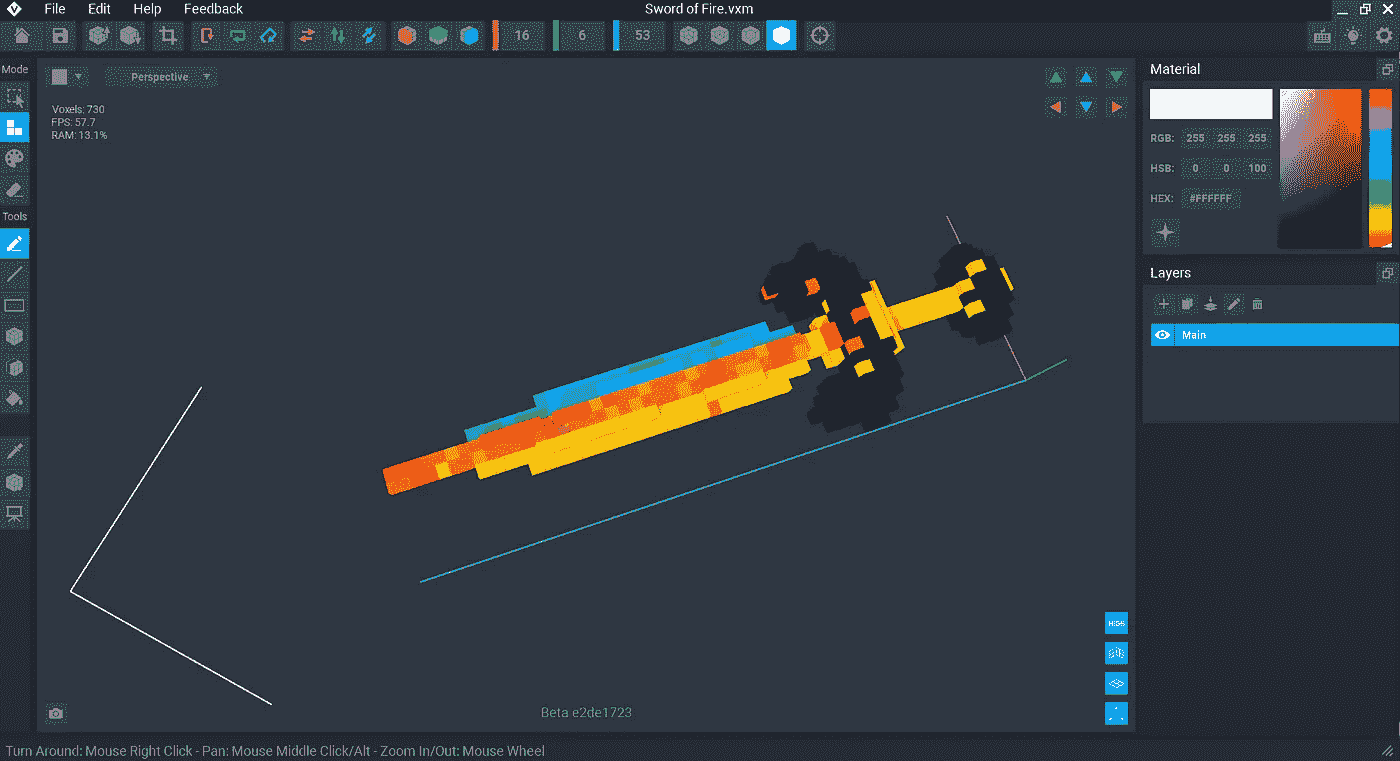 File Edit Help Feedback
Sword of Fire.vxm
16 6 53
Mode
Perspective
Voxels: 730
FPS: 57.7
RAM: 13.1%
Tools
Material
RGB: 255 255 255
HSB: 0 0 100
HEX: #FFFFFF
Layers
Main
Beta e2de1723
Turn Around: Mouse Right Click - Pan: Mouse Middle Click/Alt - Zoom In/Out: Mouse Wheel